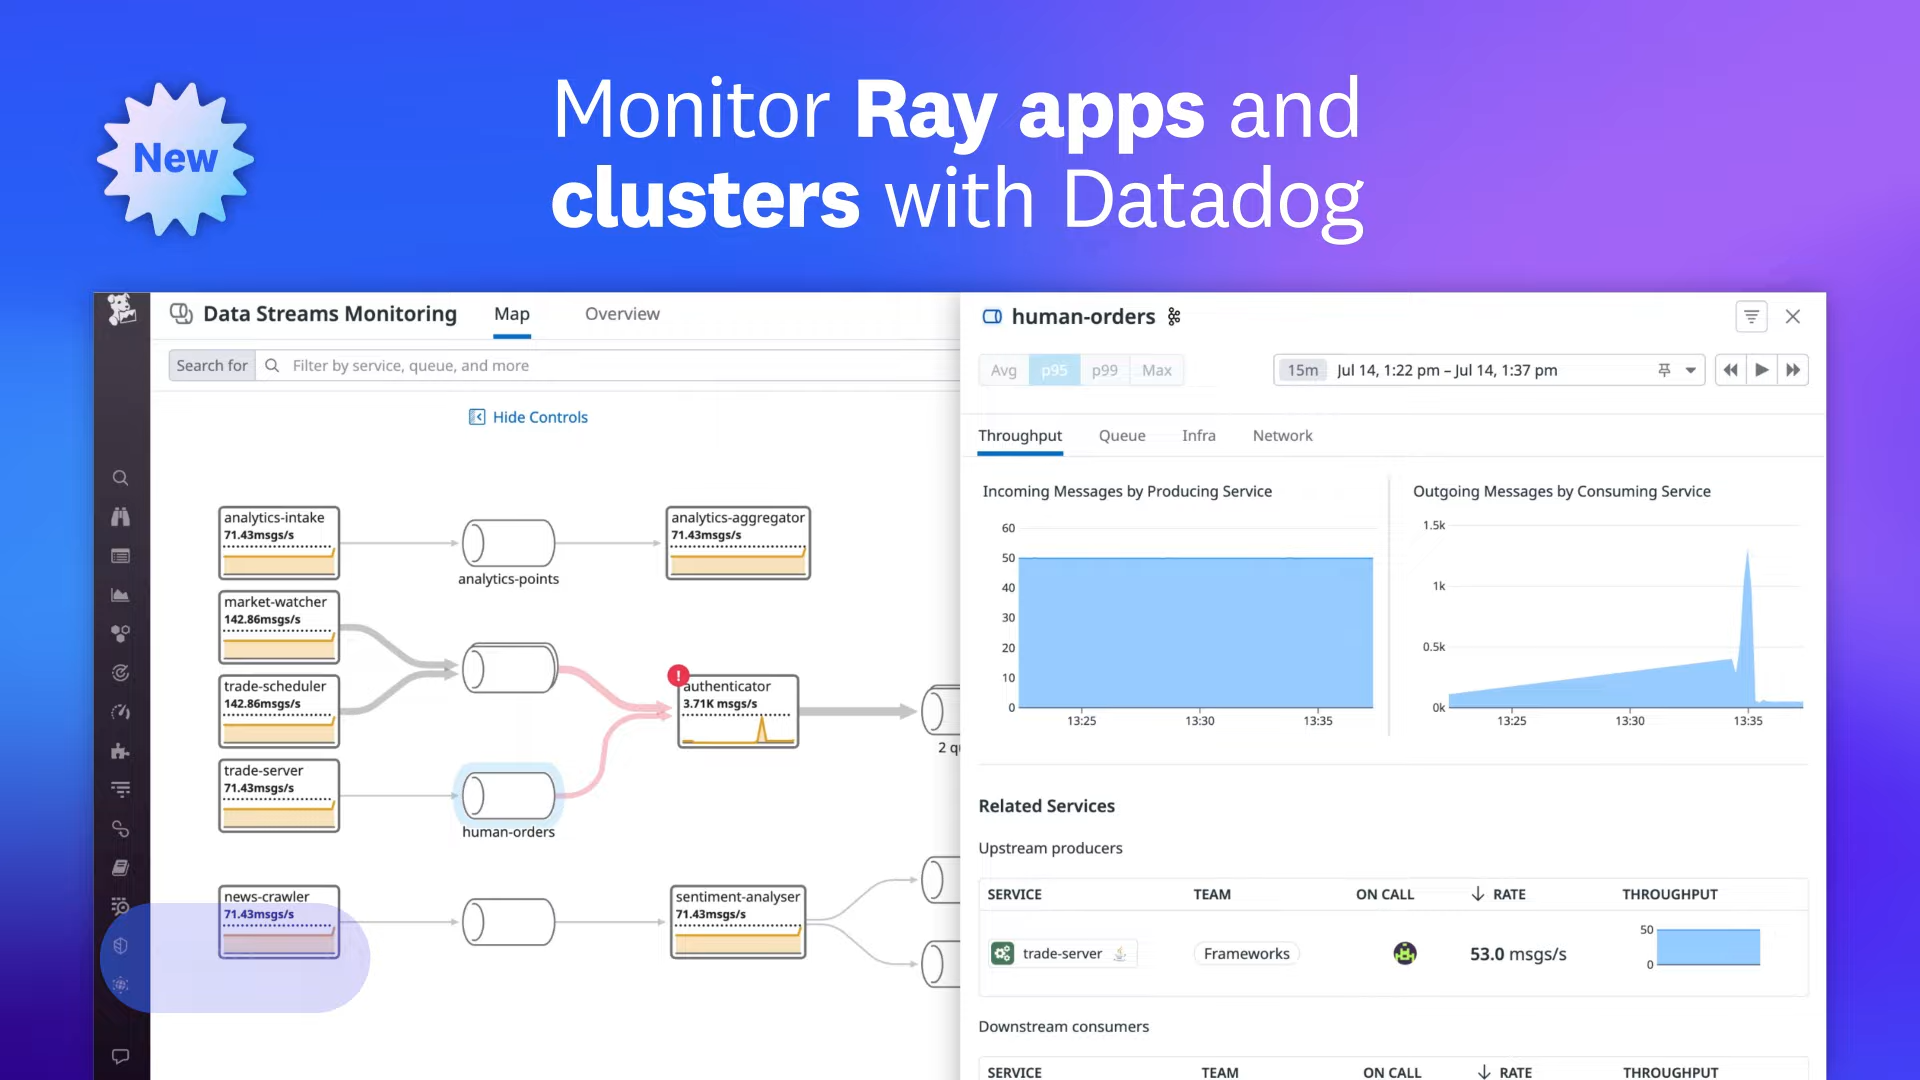 New
Monitor Ray apps and
clusters with Datadog
Data Streams Monitoring
Map
Overview
Search for
Filter by service, queue, and more
Hide Controls
analytics-intake
71.43msgs/s
analytics-points
analytics-aggregator
71.43msgs/s
market-watcher
142.86msgs/s
trade-scheduler
142.86msgs/s
authenticator
3.71K msgs/s
!
trade-server
71.43msgs/s
human-orders
news-crawler
71.43msgs/s
sentiment-analyser
71.43msgs/s
human-orders
Avg p95 p99 Max
15m Jul 14, 1:22 pm – Jul 14, 1:37 pm
Throughput Queue Infra Network
Incoming Messages by Producing Service
60
50
40
30
20
10
0
13:25 13:30 13:35
Outgoing Messages by Consuming Service
1.5k
1k
0.5k
0k
13:25 13:30 13:35
Related Services
Upstream producers
SERVICE TEAM ON CALL ↓ RATE THROUGHPUT
trade-server Frameworks 53.0 msgs/s
50
0
Downstream consumers
SERVICE TEAM ON CALL ↓ RATE THROUGHPUT